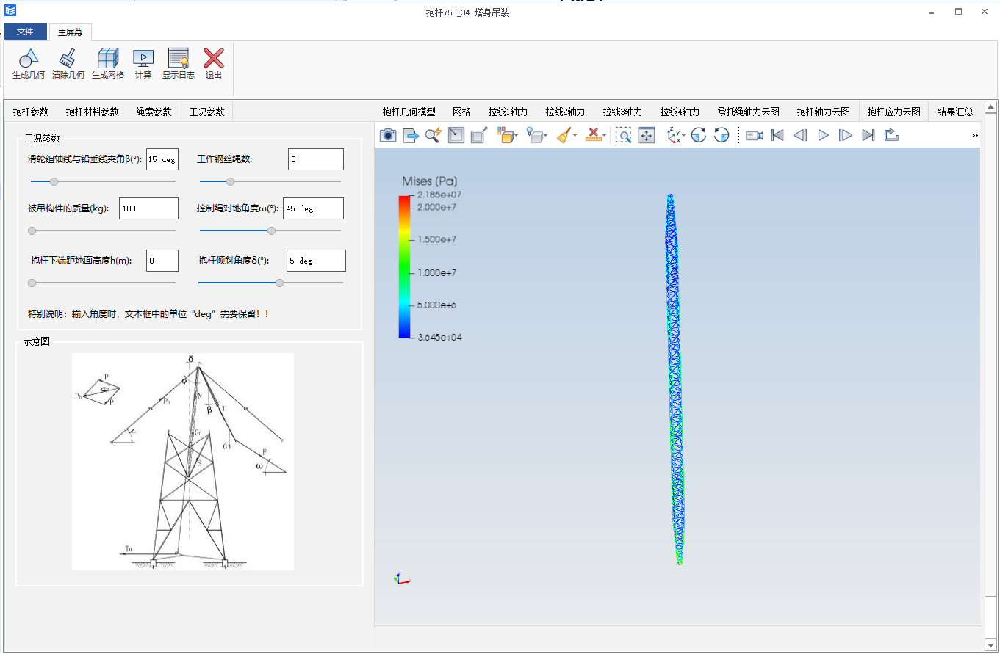 抱杆750_34-塔身吊装
文件 主屏幕
生成几何 清除几何 生成网格 计算 显示日志 退出
抱杆参数 抱杆材料参数 绳索参数 工况参数
抱杆几何模型 网格 拉线1轴力 拉线2轴力 拉线3轴力 拉线4轴力 承托绳轴力云图 抱杆轴力云图 抱杆应力云图 结果汇总
工况参数
滑轮组轴线与铅垂线夹角β(°): 15 deg 工作钢丝绳数: 3
被吊构件的质量(kg): 100 控制绳对地角度ω(°): 45 deg
抱杆下端距地面高度h(m): 0 抱杆倾斜角度δ(°): 5 deg
特别说明：输入角度时，文本框中的单位“deg”需要保留！！
示意图
δ
P
θ
Ph
P
α
N
Ph
β
T
γ
G0
G
F
S
ω
T0
Mises (Pa)
2.185e+07
2.000e+7
1.500e+7
1.000e+7
5.000e+6
3.645e+04